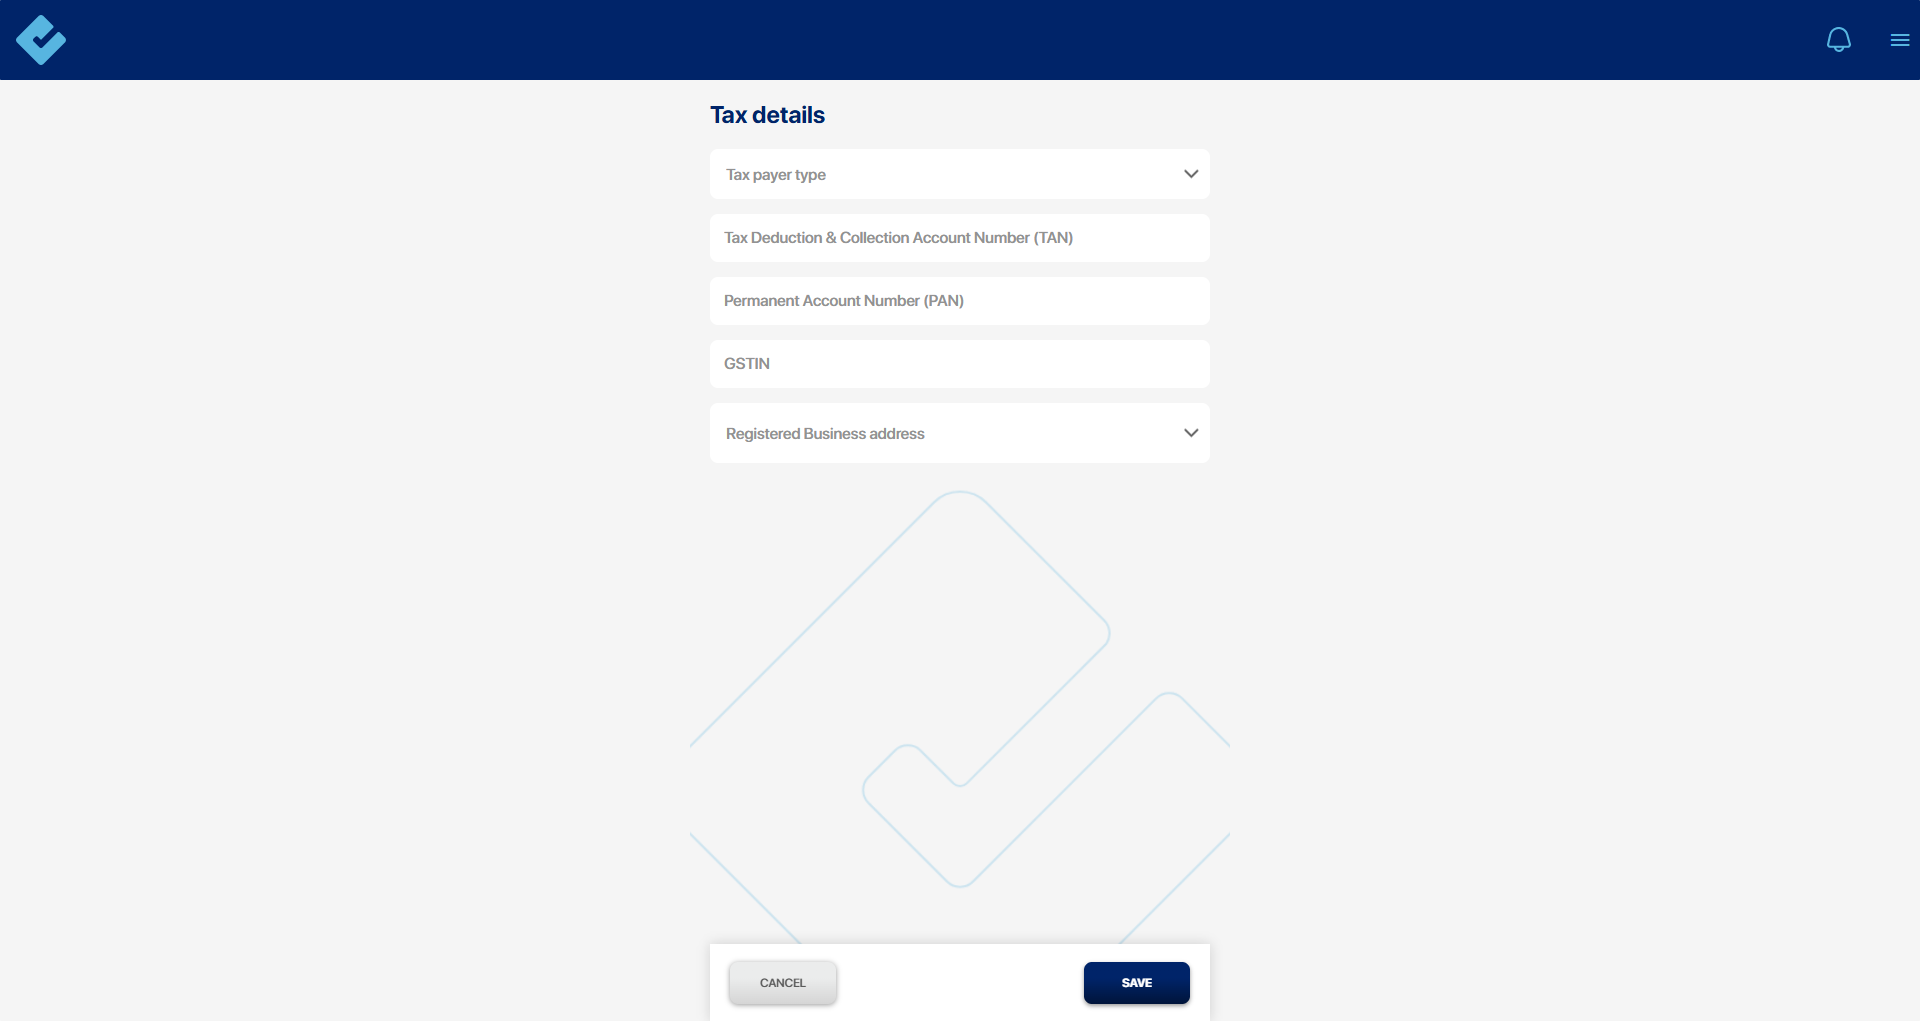 Tax details
Tax payer type
Tax Deduction & Collection Account Number (TAN)
Permanent Account Number (PAN)
GSTIN
Registered Business address
CANCEL
SAVE